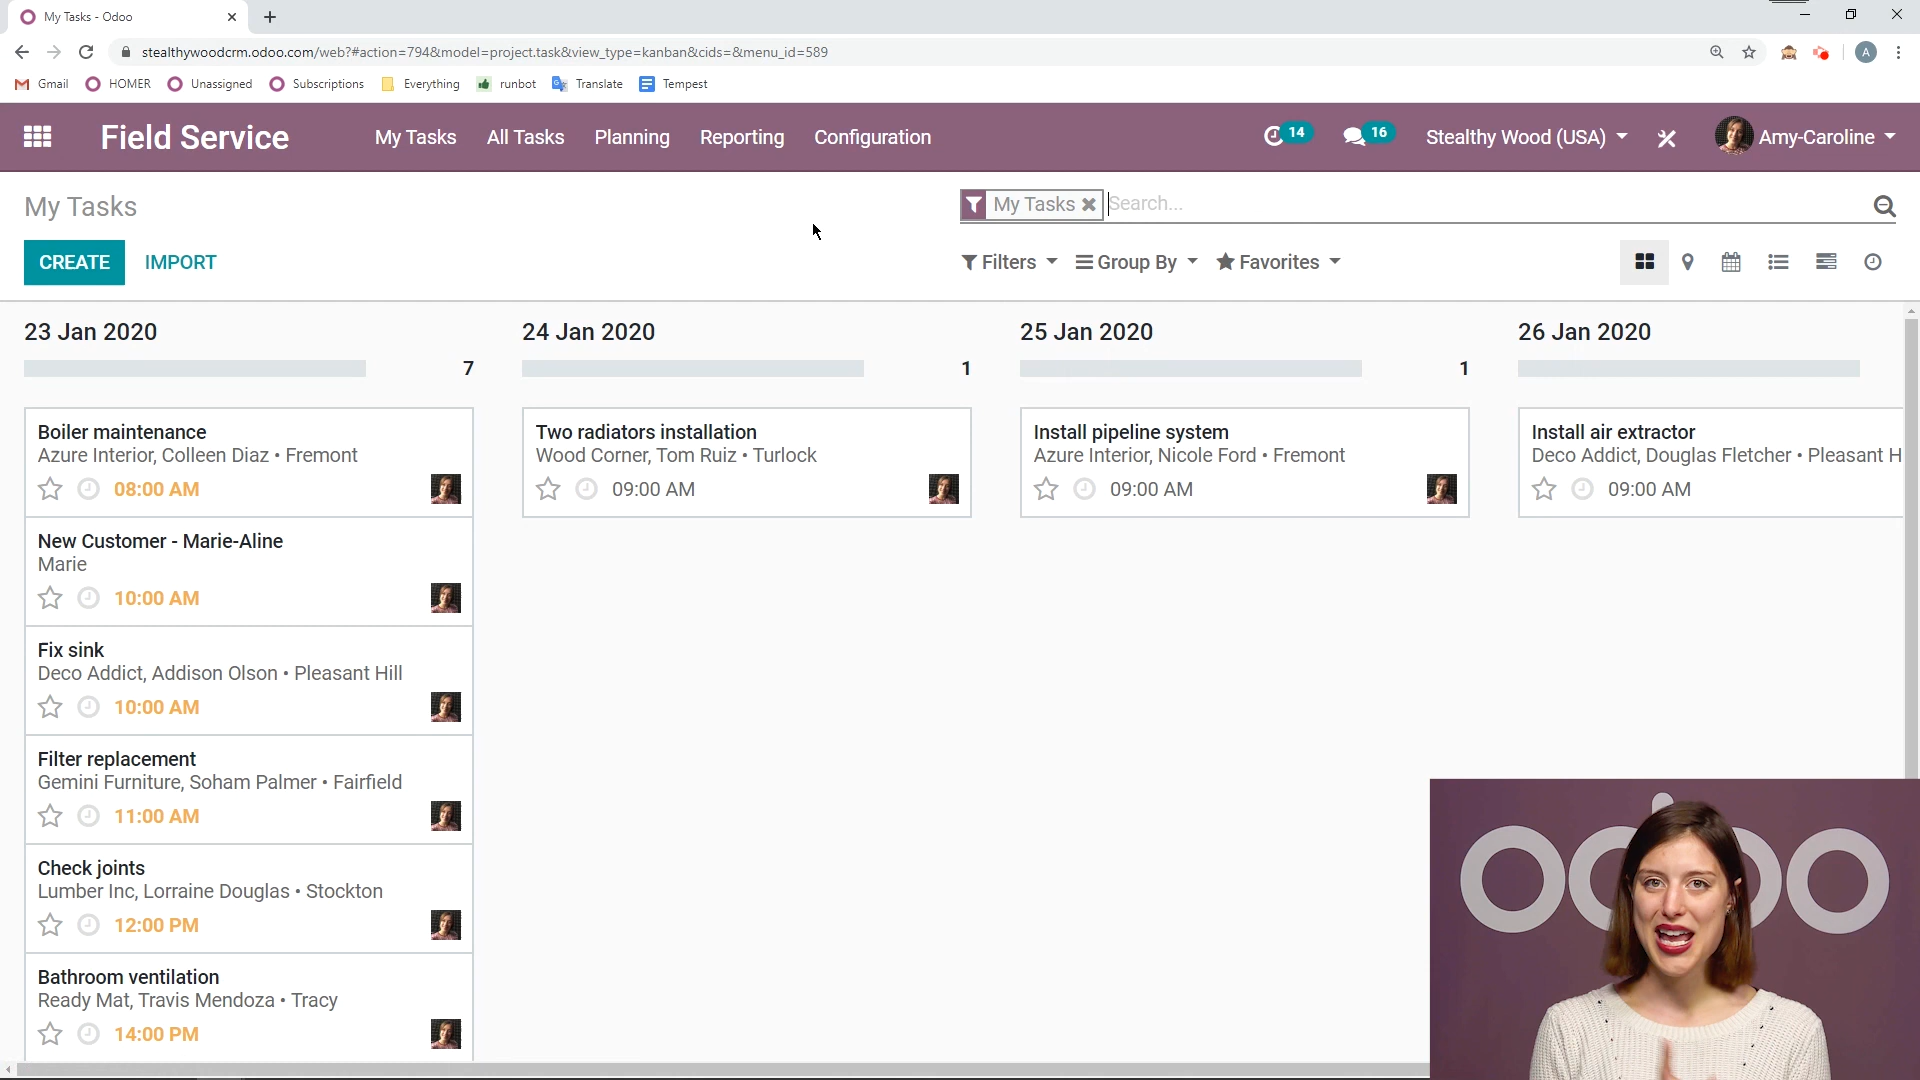 My Tasks - Odoo
stealthywoodcrm.odoo.com/web?#action=794&model=project.task&view_type=kanban&cids=&menu_id=589
A
Gmail HOMER Unassigned Subscriptions Everything runbot Translate Tempest
Field Service My Tasks All Tasks Planning Reporting Configuration 14 16 Stealthy Wood (USA) Amy-Caroline
My Tasks
My Tasks Search...
CREATE IMPORT
Filters Group By Favorites
23 Jan 2020
7
Boiler maintenance
Azure Interior, Colleen Diaz • Fremont
08:00 AM
New Customer - Marie-Aline
Marie
10:00 AM
Fix sink
Deco Addict, Addison Olson • Pleasant Hill
10:00 AM
Filter replacement
Gemini Furniture, Soham Palmer • Fairfield
11:00 AM
Check joints
Lumber Inc, Lorraine Douglas • Stockton
12:00 PM
Bathroom ventilation
Ready Mat, Travis Mendoza • Tracy
14:00 PM
24 Jan 2020
1
Two radiators installation
Wood Corner, Tom Ruiz • Turlock
09:00 AM
25 Jan 2020
1
Install pipeline system
Azure Interior, Nicole Ford • Fremont
09:00 AM
26 Jan 2020
Install air extractor
Deco Addict, Douglas Fletcher • Pleasant H
09:00 AM
odoo